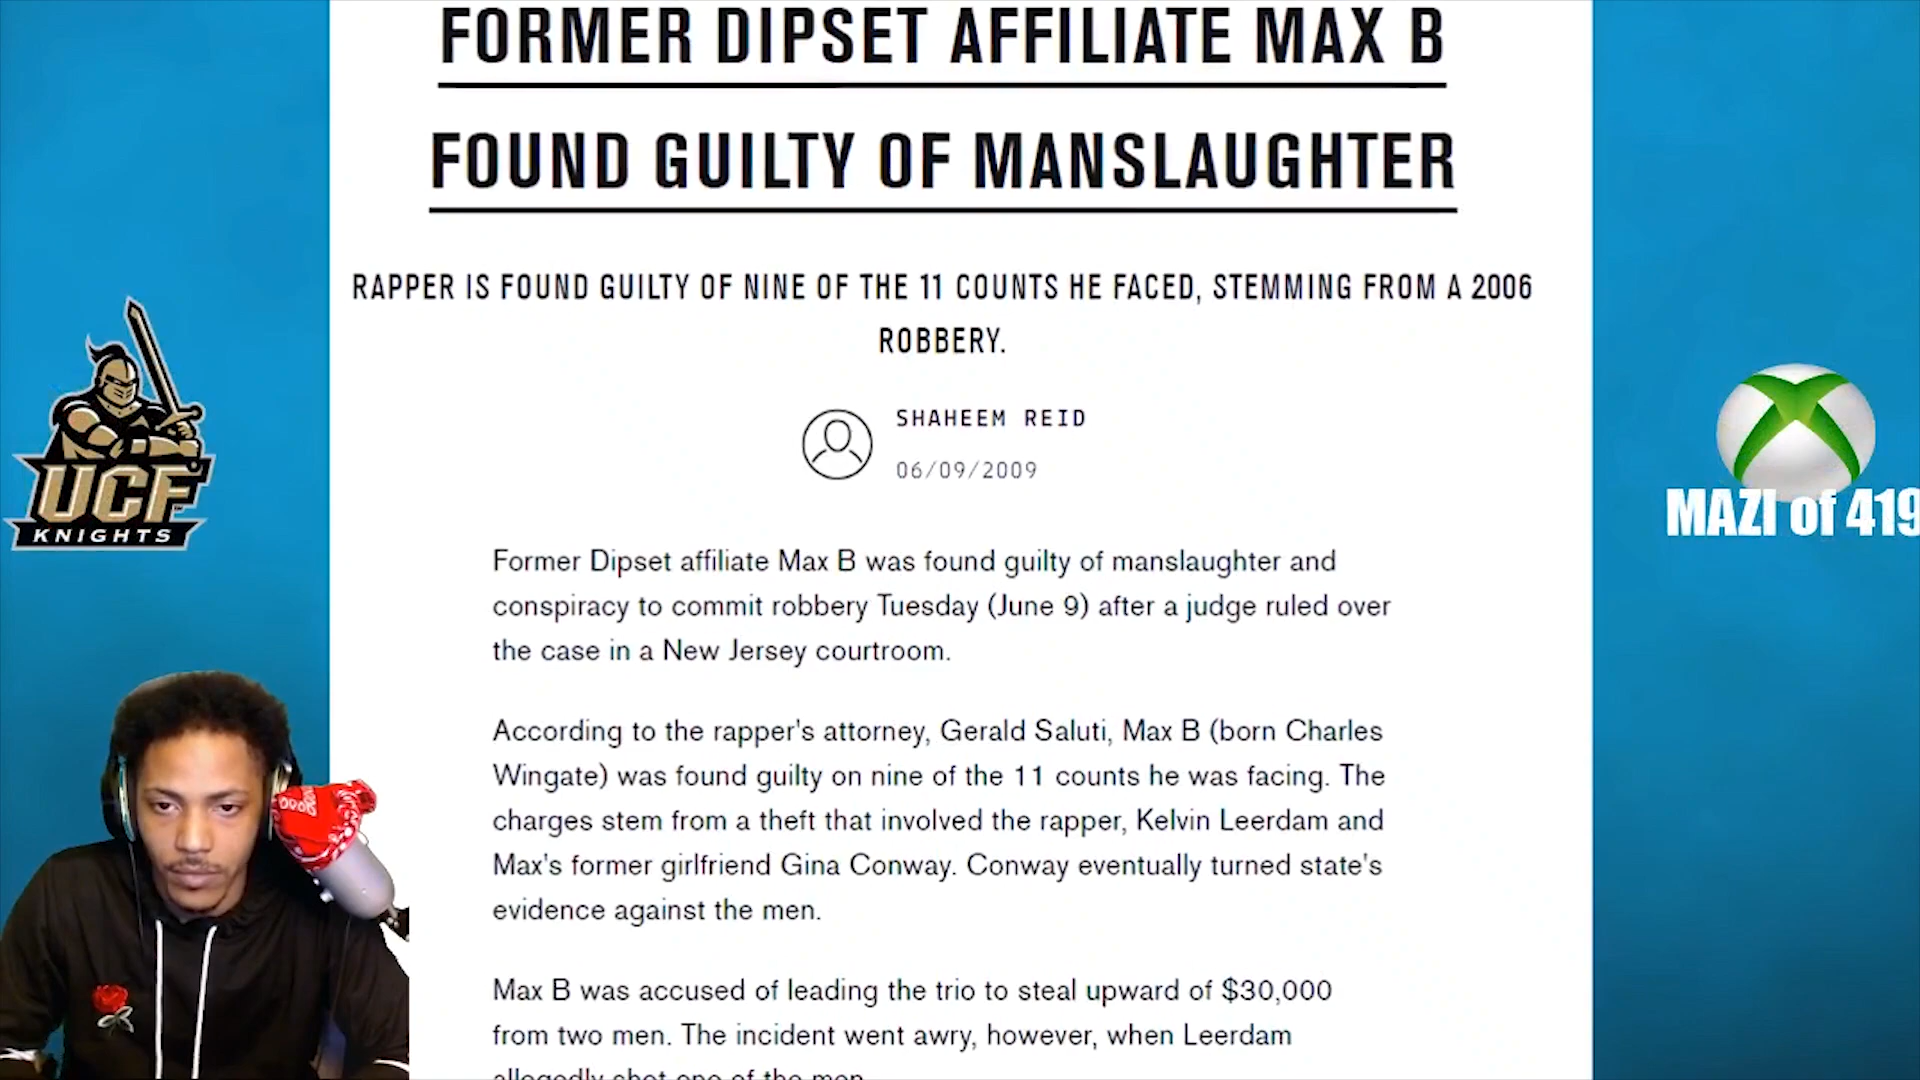 FORMER DIPSET AFFILIATE MAX B
FOUND GUILTY OF MANSLAUGHTER
RAPPER IS FOUND GUILTY OF NINE OF THE 11 COUNTS HE FACED, STEMMING FROM A 2006
ROBBERY.
SHAHEEM REID
06/09/2009
UCF
KNIGHTS
MAZI of 419
Former Dipset affiliate Max B was found guilty of manslaughter and
conspiracy to commit robbery Tuesday (June 9) after a judge ruled over
the case in a New Jersey courtroom.
According to the rapper's attorney, Gerald Saluti, Max B (born Charles
Wingate) was found guilty on nine of the 11 counts he was facing. The
charges stem from a theft that involved the rapper, Kelvin Leerdam and
Max's former girlfriend Gina Conway. Conway eventually turned state's
evidence against the men.
Max B was accused of leading the trio to steal upward of $30,000
from two men. The incident went awry, however, when Leerdam
allegedly shot one of the men